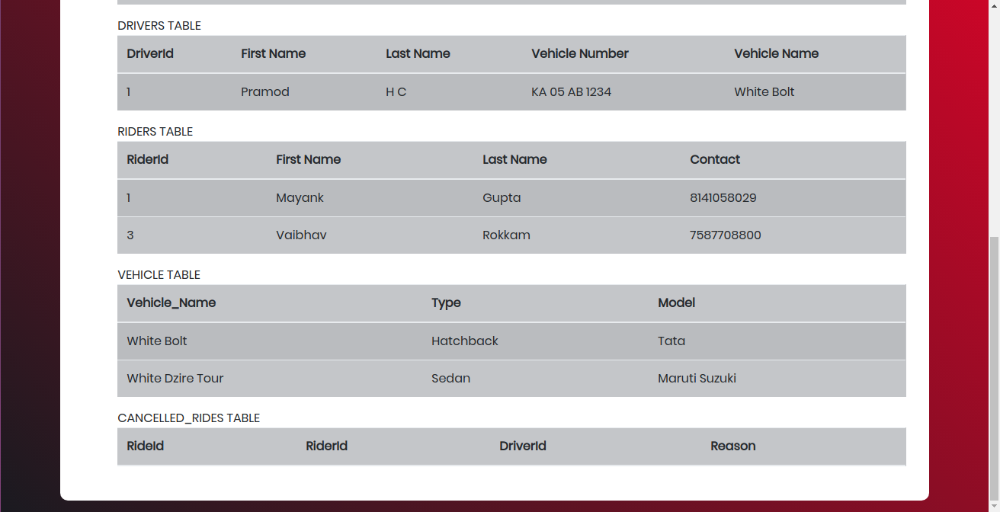 DRIVERS TABLE
DriverId First Name Last Name Vehicle Number Vehicle Name
1 Pramod H C KA 05 AB 1234 White Bolt
RIDERS TABLE
RiderId First Name Last Name Contact
1 Mayank Gupta 8141058029
3 Vaibhav Rokkam 7587708800
VEHICLE TABLE
Vehicle_Name Type Model
White Bolt Hatchback Tata
White Dzire Tour Sedan Maruti Suzuki
CANCELLED_RIDES TABLE
RideId RiderId DriverId Reason